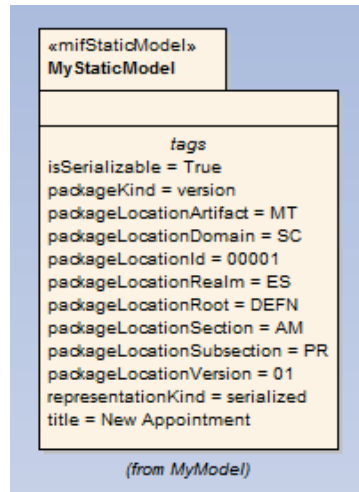 «mifStaticModel»
MyStaticModel
tags
isSerializable = True
packageKind = version
packageLocationArtifact = MT
packageLocationDomain = SC
packageLocationId = 00001
packageLocationRealm = ES
packageLocationRoot = DEFN
packageLocationSection = AM
packageLocationSubsection = PR
packageLocationVersion = 01
representationKind = serialized
title = New Appointment
(from MyModel)